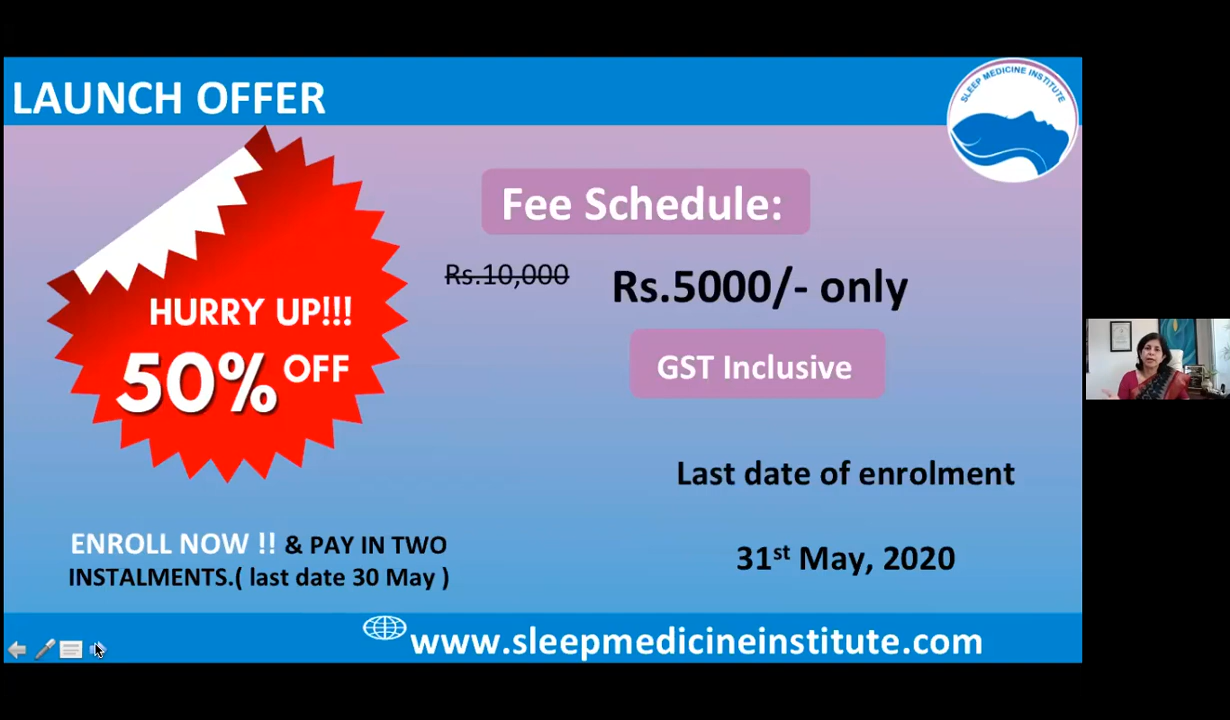 LAUNCH OFFER
SLEEP MEDICINE INSTITUTE
Fee Schedule:
Rs.10,000
Rs.5000/- only
GST Inclusive
HURRY UP!!!
50% OFF
Last date of enrolment
31st May, 2020
ENROLL NOW !! & PAY IN TWO
INSTALMENTS.( last date 30 May )
www.sleepmedicineinstitute.com